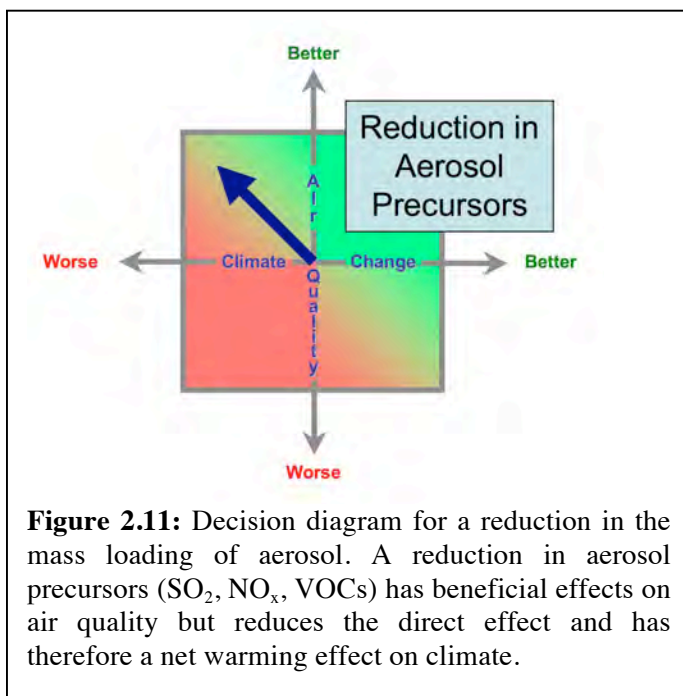 Better
Reduction in
Aerosol
Precursors
Air
Worse
Climate
Change
Better
Quality
Worse
Figure 2.11: Decision diagram for a reduction in the
mass loading of aerosol. A reduction in aerosol
precursors (SO₂, NOₓ, VOCs) has beneficial effects on
air quality but reduces the direct effect and has
therefore a net warming effect on climate.